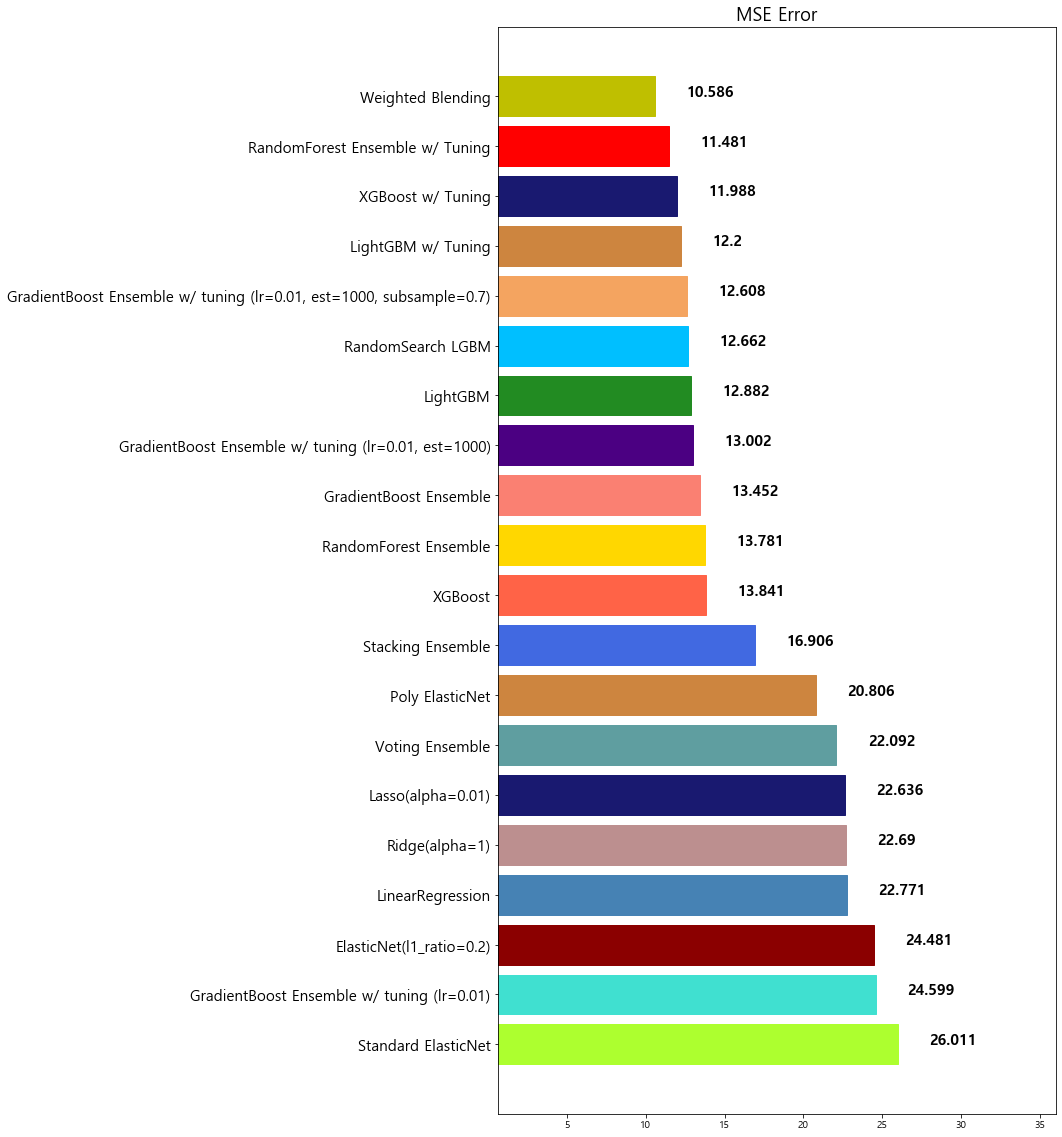 MSE Error
Weighted Blending 10.586
RandomForest Ensemble w/ Tuning 11.481
XGBoost w/ Tuning 11.988
LightGBM w/ Tuning 12.2
GradientBoost Ensemble w/ tuning (lr=0.01, est=1000, subsample=0.7) 12.608
RandomSearch LGBM 12.662
LightGBM 12.882
GradientBoost Ensemble w/ tuning (lr=0.01, est=1000) 13.002
GradientBoost Ensemble 13.452
RandomForest Ensemble 13.781
XGBoost 13.841
Stacking Ensemble 16.906
Poly ElasticNet 20.806
Voting Ensemble 22.092
Lasso(alpha=0.01) 22.636
Ridge(alpha=1) 22.69
LinearRegression 22.771
ElasticNet(l1_ratio=0.2) 24.481
GradientBoost Ensemble w/ tuning (lr=0.01) 24.599
Standard ElasticNet 26.011
5 10 15 20 25 30 35